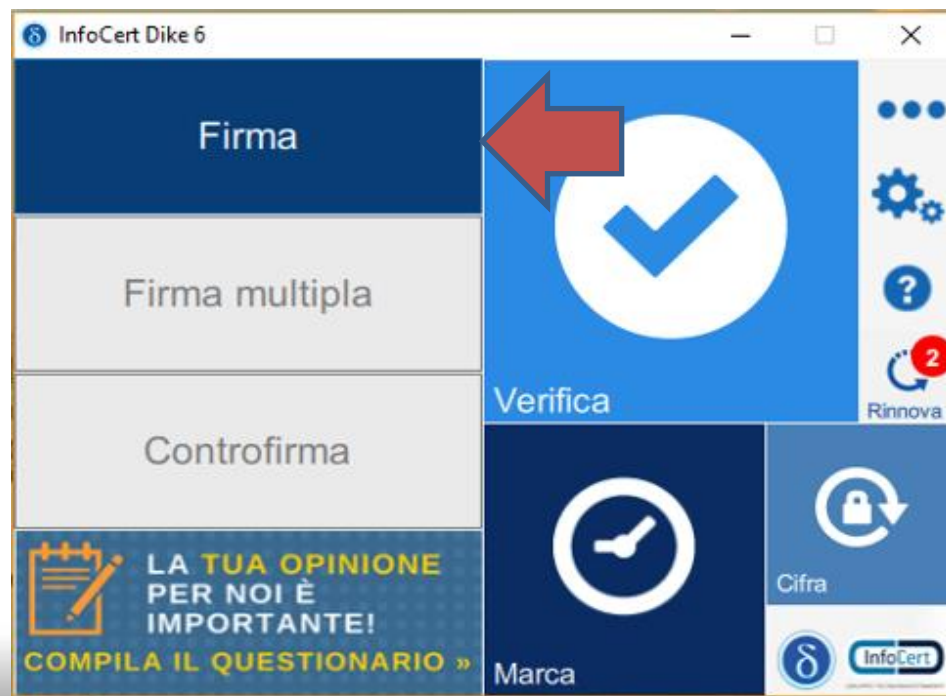 InfoCert Dike 6
Firma
Firma multipla
Controfirma
LA TUA OPINIONE
PER NOI È
IMPORTANTE!
COMPILA IL QUESTIONARIO »
Verifica
?
2
Rinnova
Marca
Cifra
δ
InfoCert